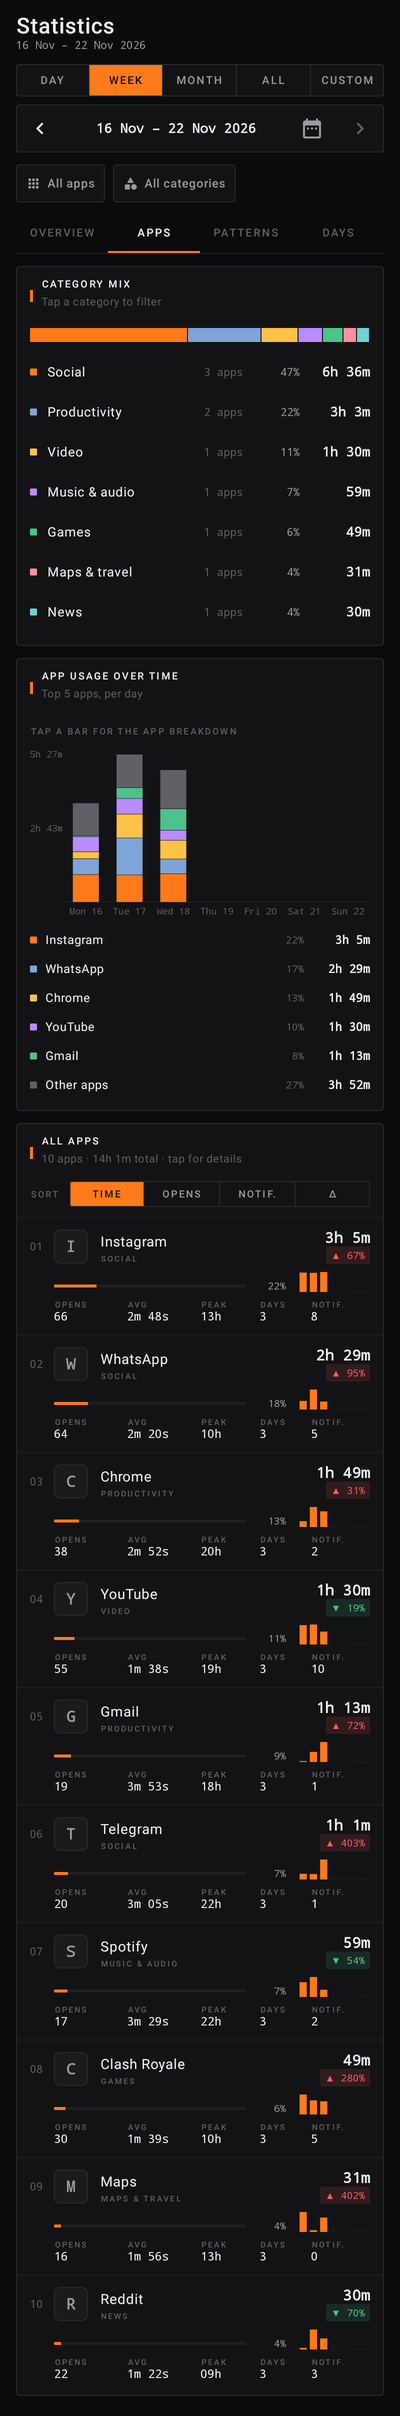 Statistics
16 Nov – 22 Nov 2026
DAY WEEK MONTH ALL CUSTOM
16 Nov – 22 Nov 2026
All apps All categories
OVERVIEW APPS PATTERNS DAYS
CATEGORY MIX
Tap a category to filter
Social 3 apps 47% 6h 36m
Productivity 2 apps 22% 3h 3m
Video 1 apps 11% 1h 30m
Music & audio 1 apps 7% 59m
Games 1 apps 6% 49m
Maps & travel 1 apps 4% 31m
News 1 apps 4% 30m
APP USAGE OVER TIME
Top 5 apps, per day
TAP A BAR FOR THE APP BREAKDOWN
5h 27m
2h 43m
Mon 16 Tue 17 Wed 18 Thu 19 Fri 20 Sat 21 Sun 22
Instagram 22% 3h 5m
WhatsApp 17% 2h 29m
Chrome 13% 1h 49m
YouTube 10% 1h 30m
Gmail 8% 1h 13m
Other apps 27% 3h 52m
ALL APPS
10 apps · 14h 1m total · tap for details
SORT TIME OPENS NOTIF. Δ
01 I Instagram 3h 5m
SOCIAL ▲ 67%
22%
OPENS AVG PEAK DAYS NOTIF.
66 2m 48s 13h 3 8
02 W WhatsApp 2h 29m
SOCIAL ▲ 95%
18%
OPENS AVG PEAK DAYS NOTIF.
64 2m 20s 10h 3 5
03 C Chrome 1h 49m
PRODUCTIVITY ▲ 31%
13%
OPENS AVG PEAK DAYS NOTIF.
38 2m 52s 20h 3 2
04 Y YouTube 1h 30m
VIDEO ▼ 19%
11%
OPENS AVG PEAK DAYS NOTIF.
55 1m 38s 19h 3 10
05 G Gmail 1h 13m
PRODUCTIVITY ▲ 72%
9%
OPENS AVG PEAK DAYS NOTIF.
19 3m 53s 18h 3 1
06 T Telegram 1h 1m
SOCIAL ▲ 403%
7%
OPENS AVG PEAK DAYS NOTIF.
20 3m 05s 22h 3 1
07 S Spotify 59m
MUSIC & AUDIO ▼ 54%
7%
OPENS AVG PEAK DAYS NOTIF.
17 3m 29s 22h 3 2
08 C Clash Royale 49m
GAMES ▲ 280%
6%
OPENS AVG PEAK DAYS NOTIF.
30 1m 39s 10h 3 5
09 M Maps 31m
MAPS & TRAVEL ▲ 402%
4%
OPENS AVG PEAK DAYS NOTIF.
16 1m 56s 13h 3 0
10 R Reddit 30m
NEWS ▼ 70%
4%
OPENS AVG PEAK DAYS NOTIF.
22 1m 22s 09h 3 3